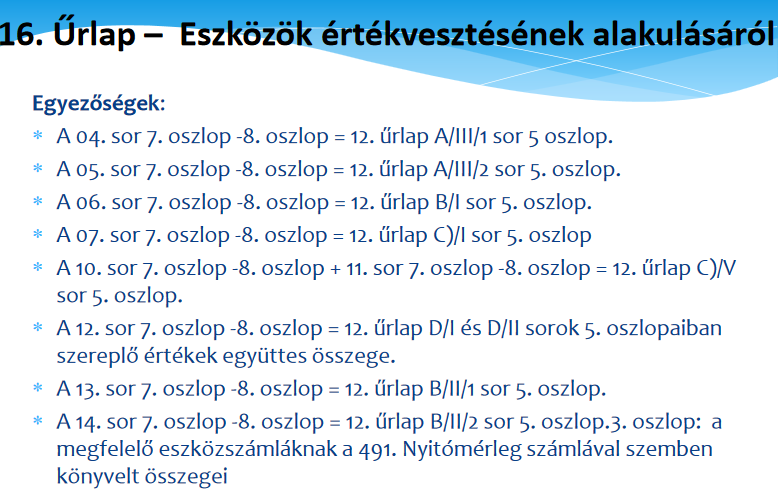 16. Űrlap – Eszközök értékvesztésének alakulásáról
Egyezőségek:
* A 04. sor 7. oszlop -8. oszlop = 12. űrlap A/III/1 sor 5 oszlop.
* A 05. sor 7. oszlop -8. oszlop = 12. űrlap A/III/2 sor 5. oszlop.
* A 06. sor 7. oszlop -8. oszlop = 12. űrlap B/I sor 5. oszlop.
* A 07. sor 7. oszlop -8. oszlop = 12. űrlap C)/I sor 5. oszlop
* A 10. sor 7. oszlop -8. oszlop + 11. sor 7. oszlop -8. oszlop = 12. űrlap C)/V
sor 5. oszlop.
* A 12. sor 7. oszlop -8. oszlop = 12. űrlap D/I és D/II sorok 5. oszlopaiban
szereplő értékek együttes összege.
* A 13. sor 7. oszlop -8. oszlop = 12. űrlap B/II/1 sor 5. oszlop.
* A 14. sor 7. oszlop -8. oszlop = 12. űrlap B/II/2 sor 5. oszlop.3. oszlop: a
megfelelő eszközszámláknak a 491. Nyitómérleg számlával szemben
könyvelt összegei